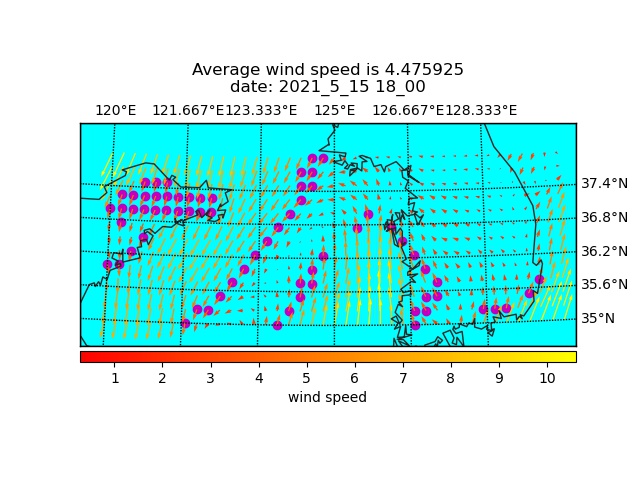 Average wind speed is 4.475925
date: 2021_5_15 18_00
120°E 121.667°E 123.333°E 125°E 126.667°E 128.333°E
37.4°N
36.8°N
36.2°N
35.6°N
35°N
1 2 3 4 5 6 7 8 9 10
wind speed